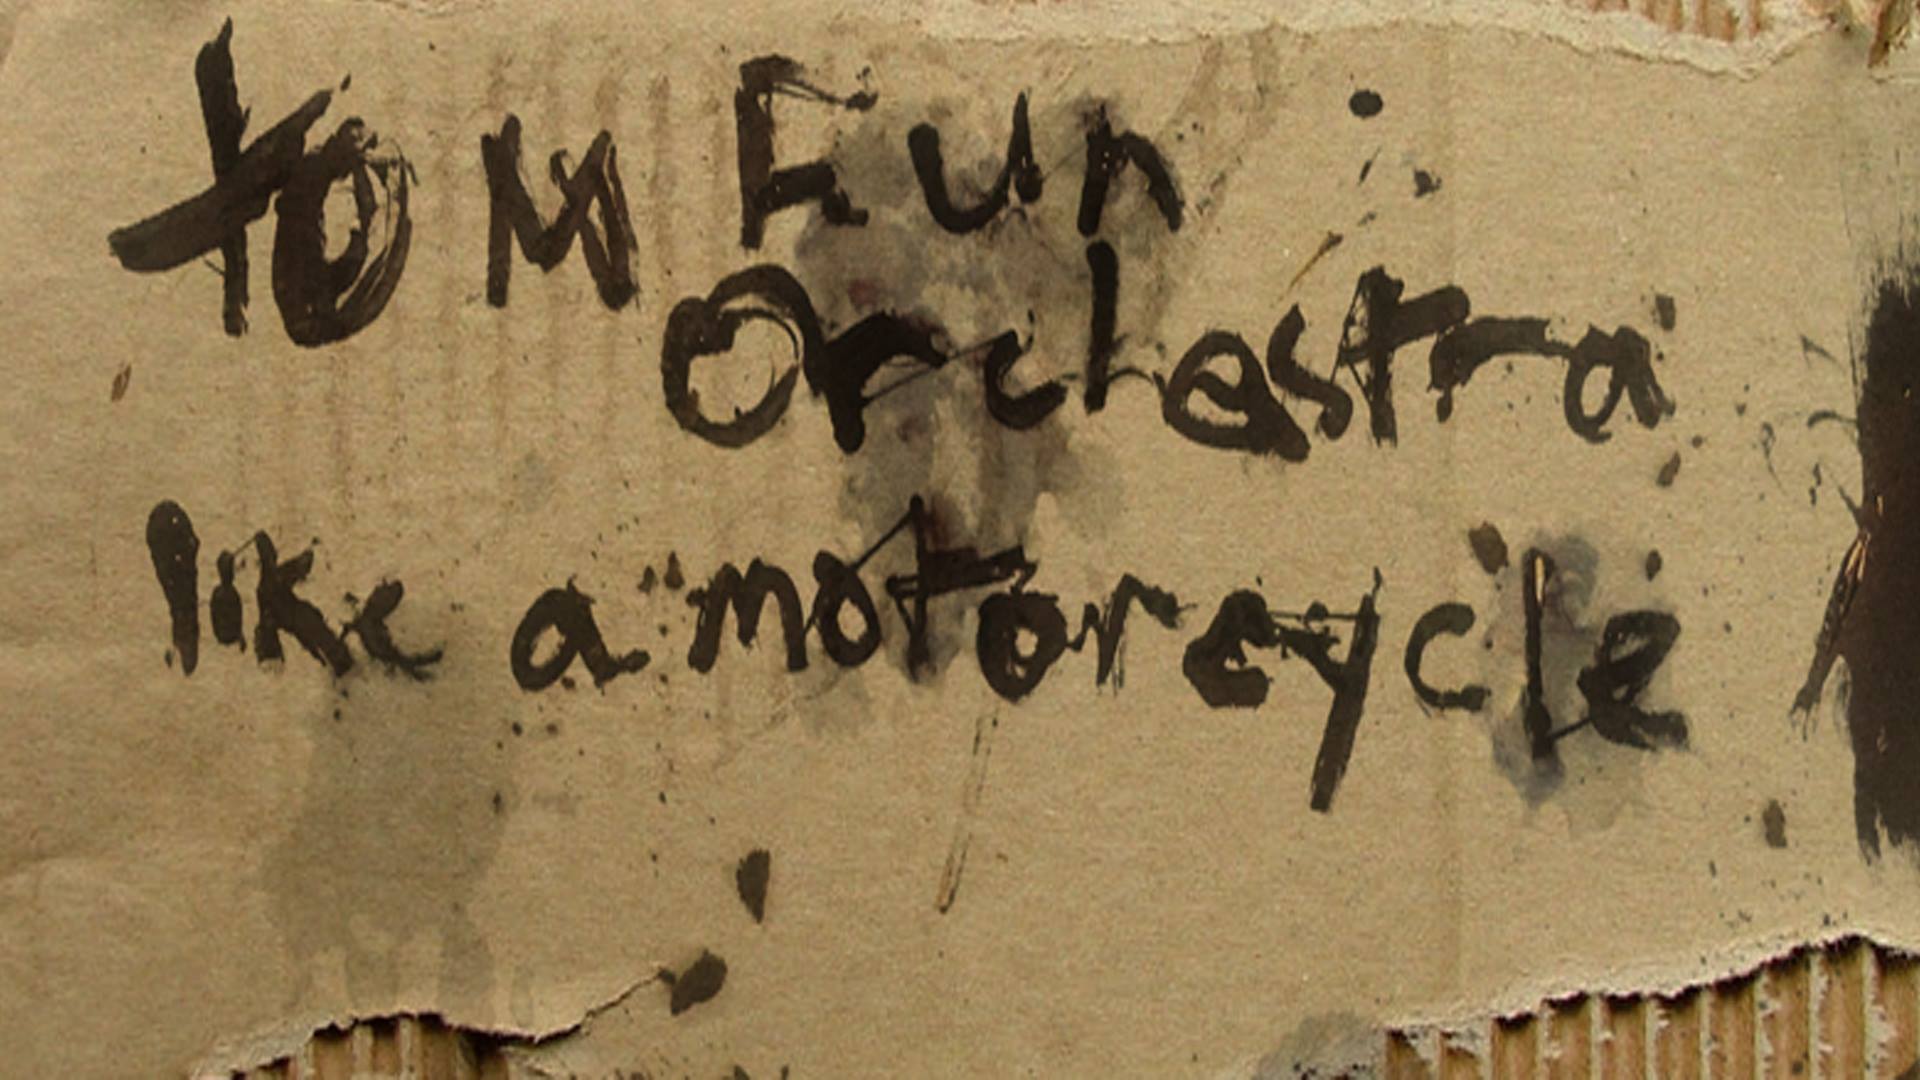 tom Fun
Orchestra
like a motorcycle